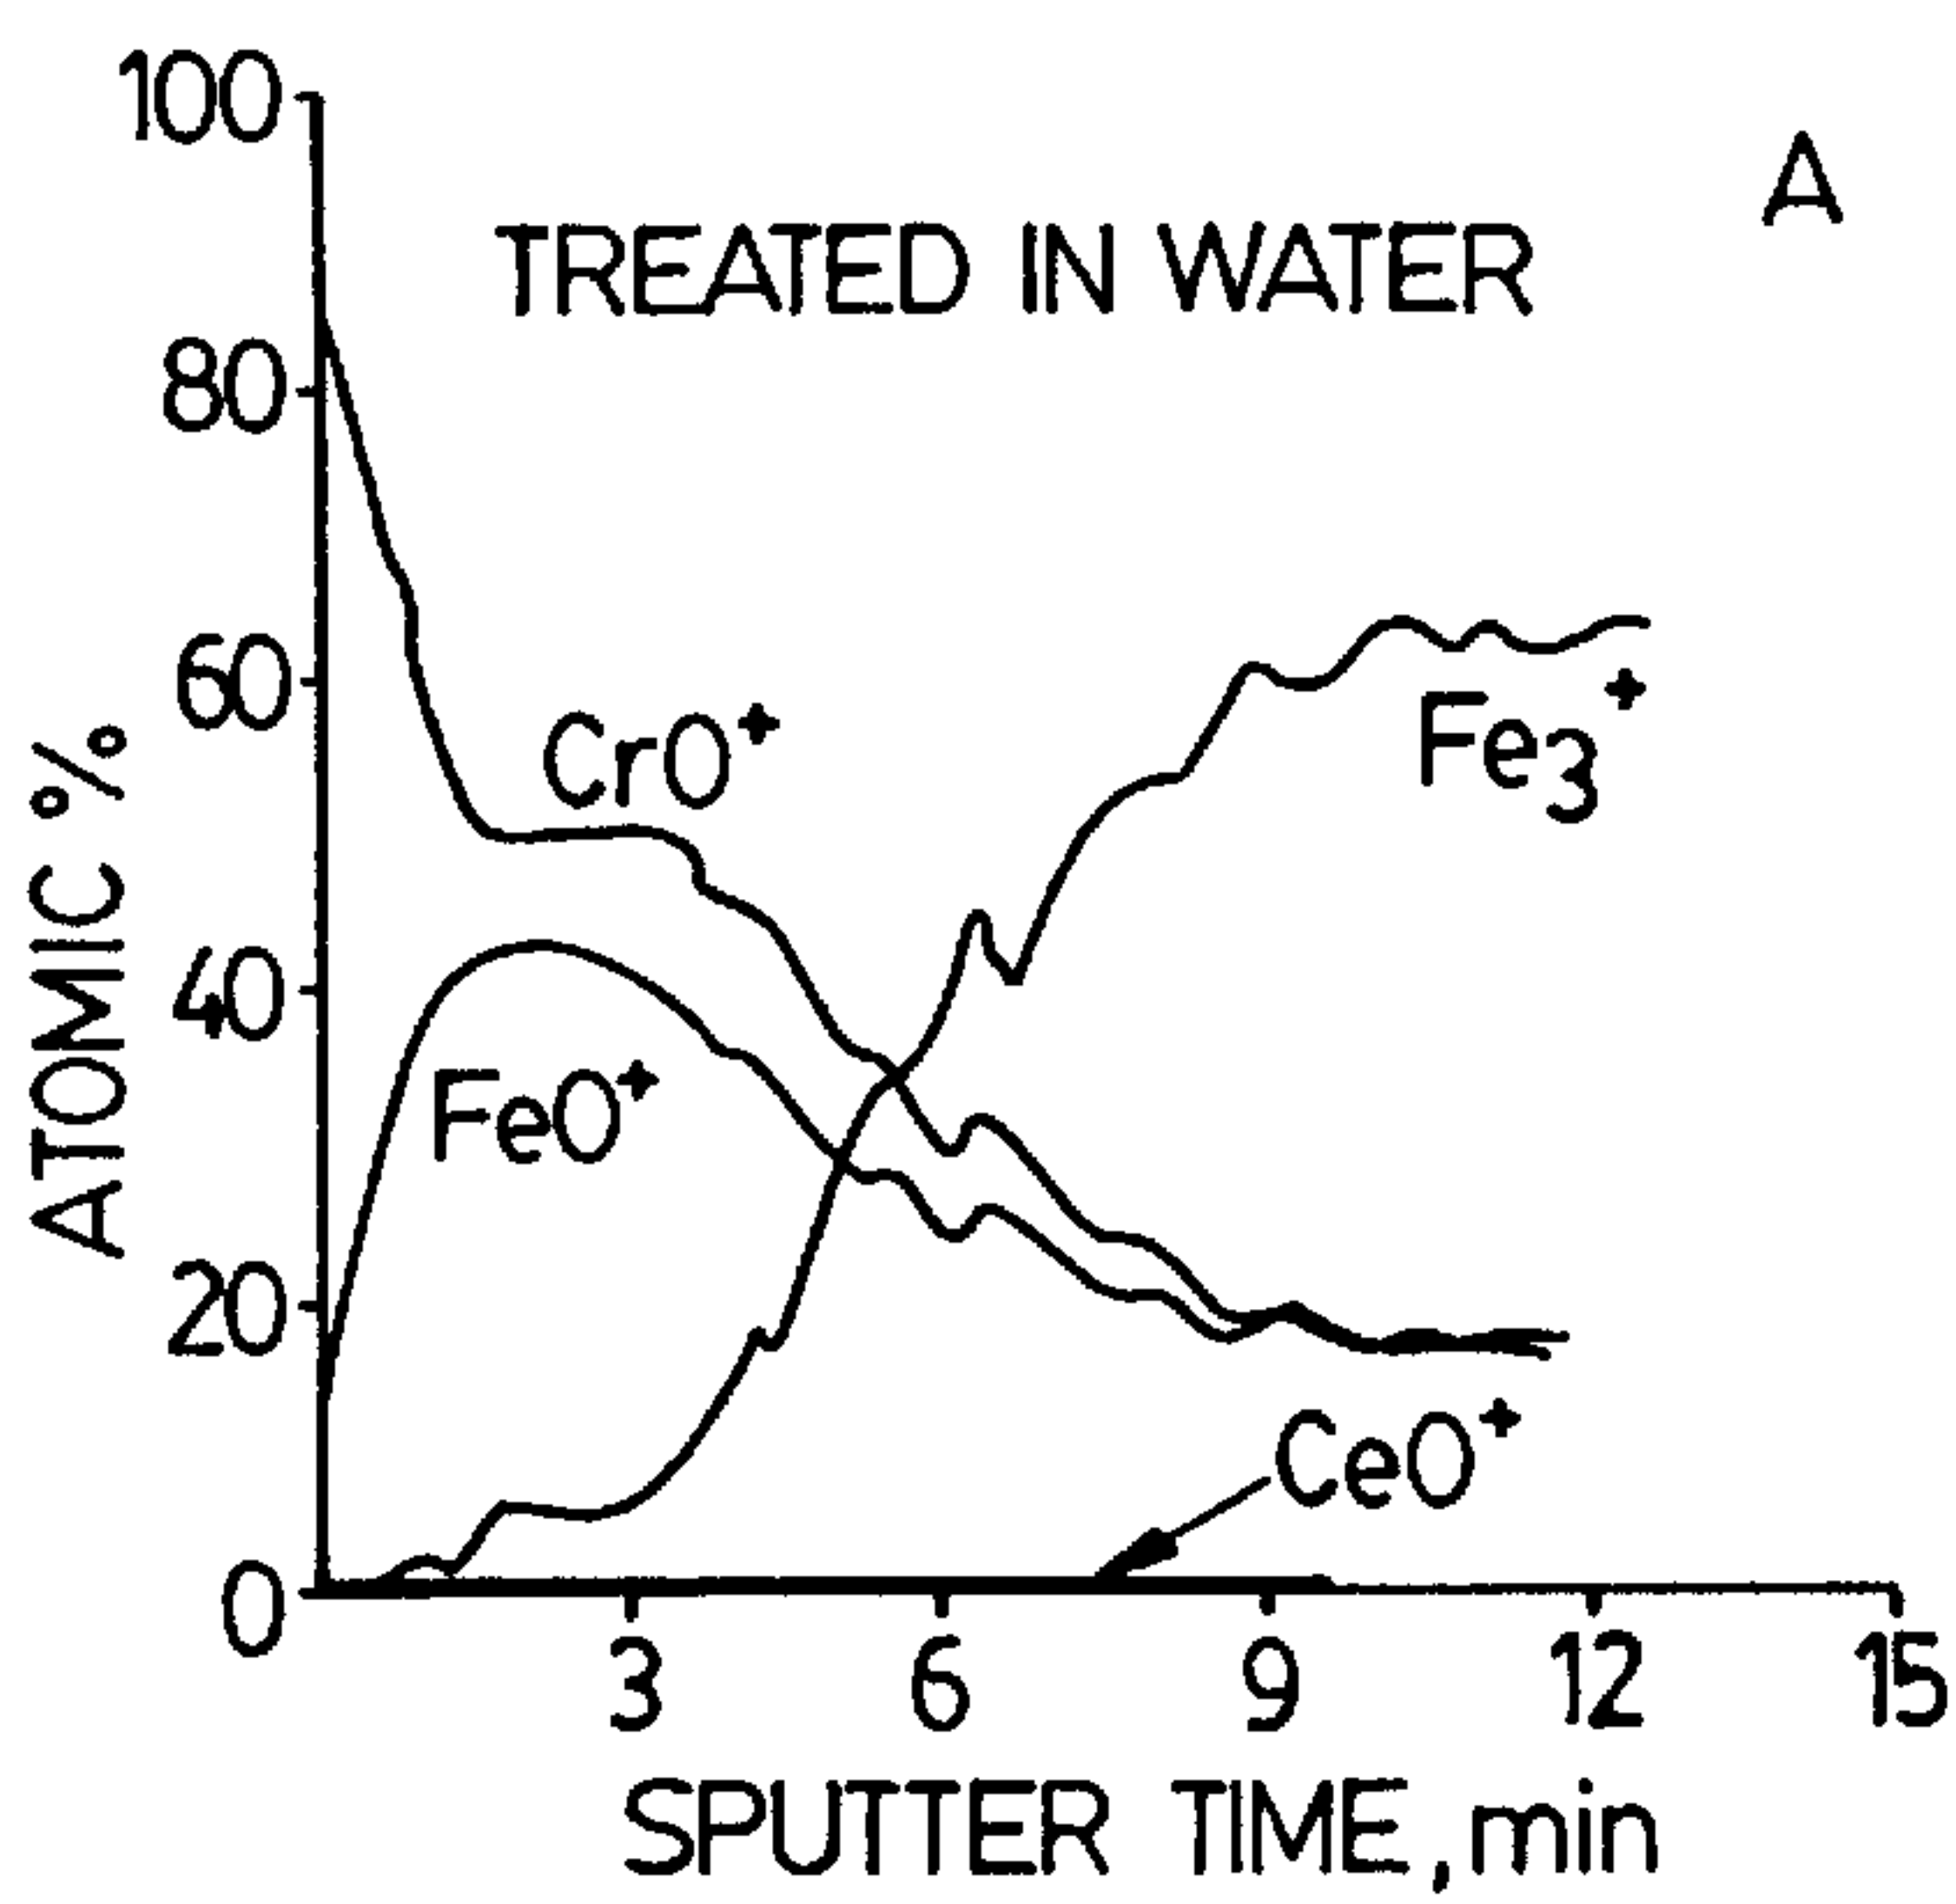 100
A
TREATED IN WATER
80
60
CrO+
Fe3+
ATOMIC %
40
FeO+
20
CeO+
0
3 6 9 12 15
SPUTTER TIME, min